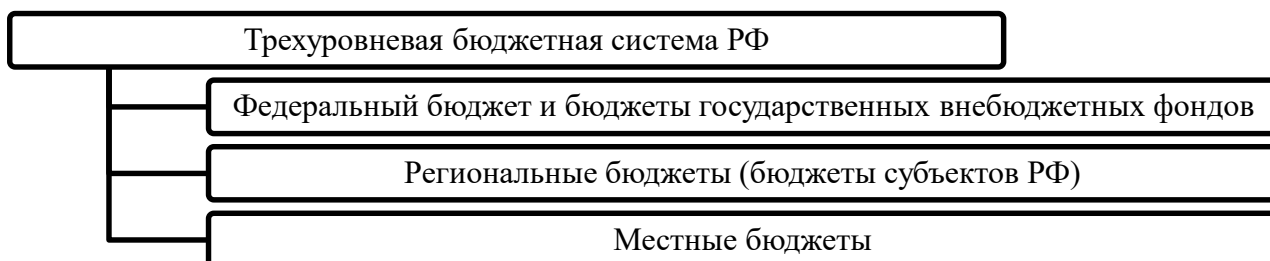 Трехуровневая бюджетная система РФ
Федеральный бюджет и бюджеты государственных внебюджетных фондов
Региональные бюджеты (бюджеты субъектов РФ)
Местные бюджеты